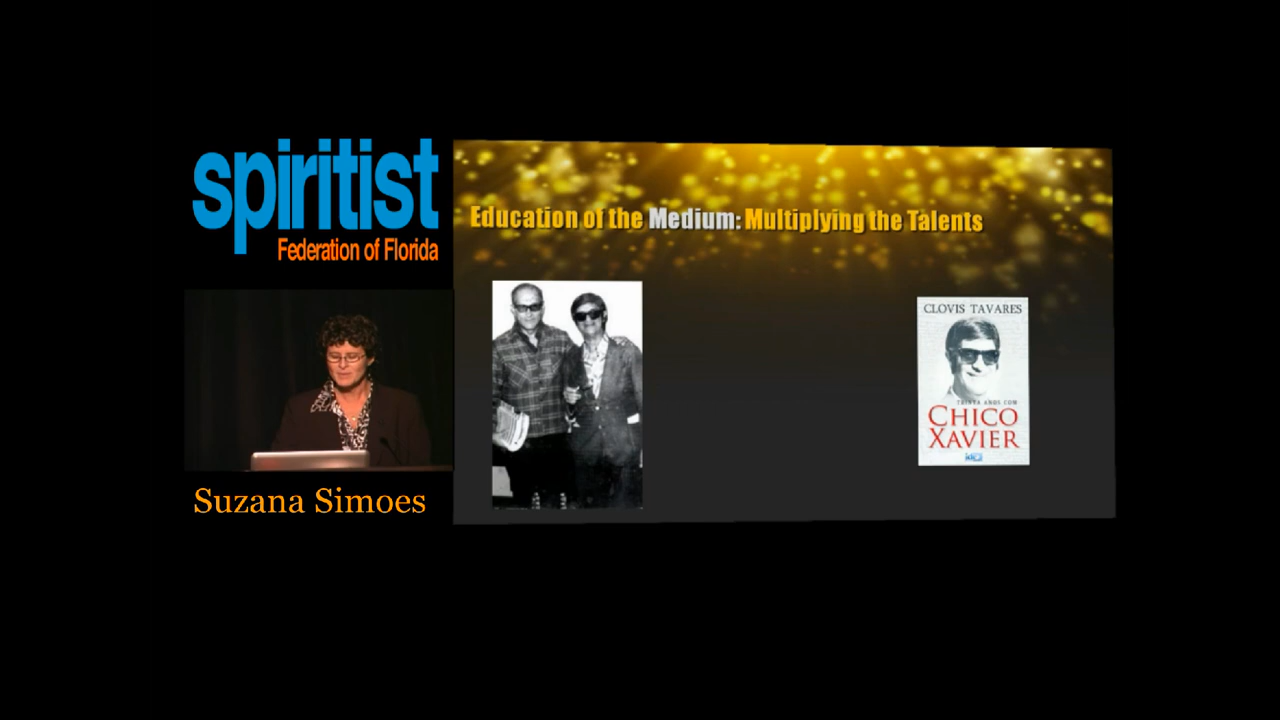 spiritist
Federation of Florida
Education of the Medium: Multiplying the Talents
CLOVIS TAVARES
TRINTA ANOS COM
CHICO
XAVIER
ide
Suzana Simoes